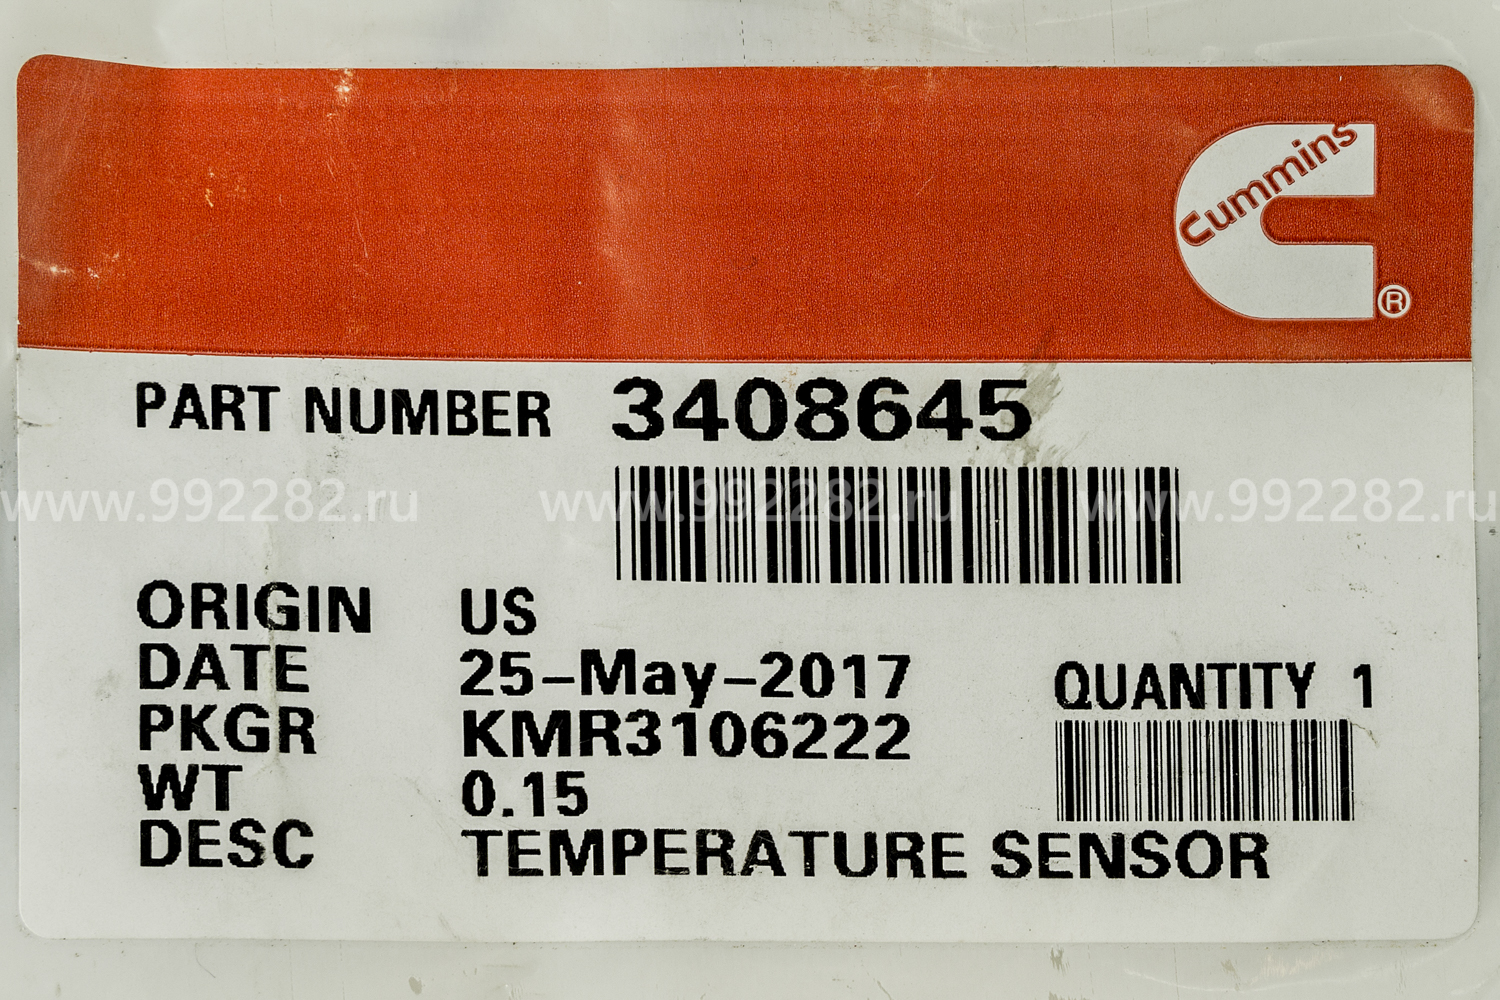 Cummins
®
PART NUMBER 3408645
www.992282.ru www.992282.ru www.992282.ru
ORIGIN US
DATE 25-May-2017
QUANTITY 1
PKGR KMR3106222
WT 0.15
DESC TEMPERATURE SENSOR